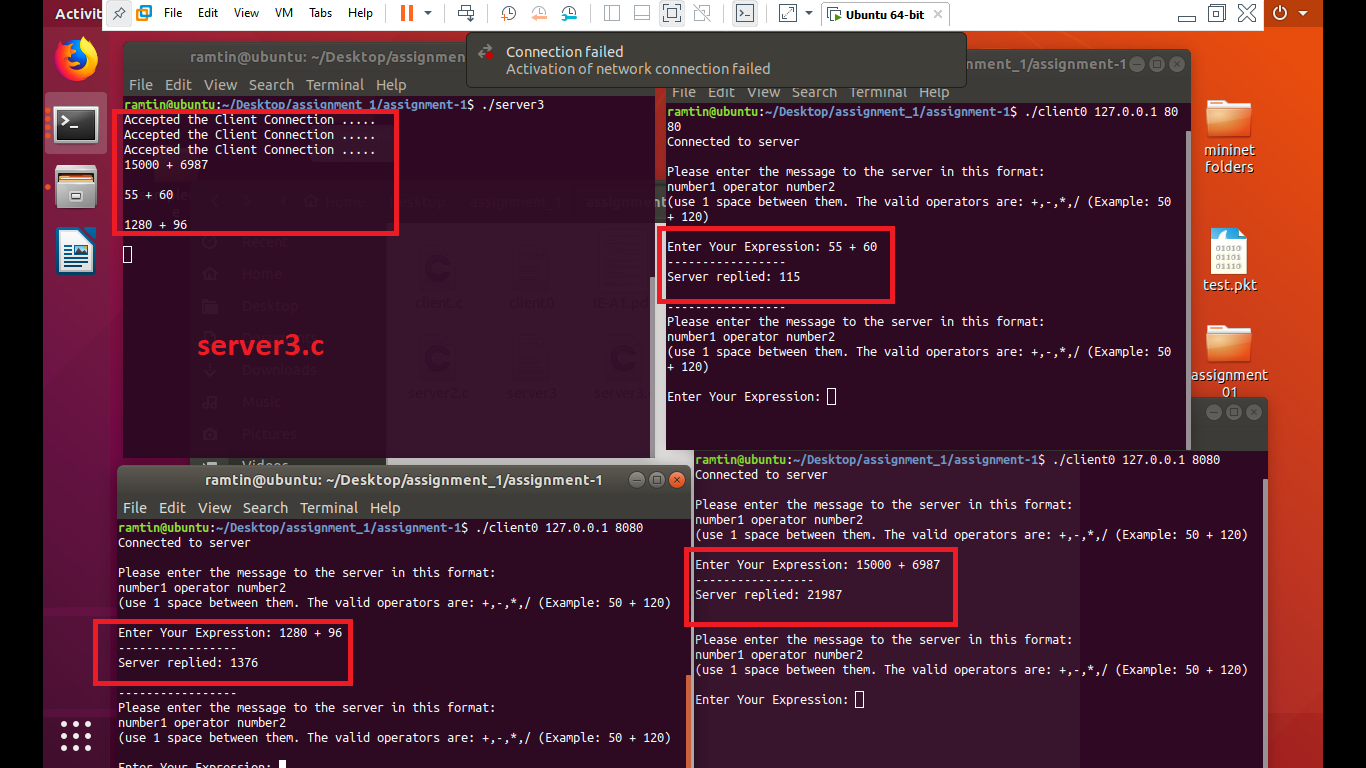 Activit
File Edit View VM Tabs Help
Ubuntu 64-bit
Connection failed
Activation of network connection failed
ramtin@ubuntu: ~/Desktop/assignment
File Edit View Search Terminal Help
ramtin@ubuntu:~/Desktop/assignment_1/assignment-1$ ./server3
Accepted the Client Connection .....
Accepted the Client Connection .....
Accepted the Client Connection .....
15000 + 6987
55 + 60
1280 + 96
Recent
Home
Desktop
Downloads
Music
Pictures
Videos
client.c
client0
server2.c
server3
server3.c
nment_1/assignment-1
File Edit View Search Terminal Help
ramtin@ubuntu:~/Desktop/assignment_1/assignment-1$ ./client0 127.0.0.1 80
80
Connected to server
Please enter the message to the server in this format:
number1 operator number2
(use 1 space between them. The valid operators are: +,-,*,/ (Example: 50
+ 120)
Enter Your Expression: 55 + 60
-----------------
Server replied: 115
-----------------
Please enter the message to the server in this format:
number1 operator number2
(use 1 space between them. The valid operators are: +,-,*,/ (Example: 50
+ 120)
Enter Your Expression:
mininet
folders
01010
01011
01110
test.pkt
assignment
01
ramtin@ubuntu: ~/Desktop/assignment_1/assignment-1
File Edit View Search Terminal Help
ramtin@ubuntu:~/Desktop/assignment_1/assignment-1$ ./client0 127.0.0.1 8080
Connected to server
Please enter the message to the server in this format:
number1 operator number2
(use 1 space between them. The valid operators are: +,-,*,/ (Example: 50 + 120)
Enter Your Expression: 1280 + 96
-----------------
Server replied: 1376
-----------------
Please enter the message to the server in this format:
number1 operator number2
(use 1 space between them. The valid operators are: +,-,*,/ (Example: 50 + 120)
Enter Your Expression:
ramtin@ubuntu:~/Desktop/assignment_1/assignment-1$ ./client0 127.0.0.1 8080
Connected to server
Please enter the message to the server in this format:
number1 operator number2
(use 1 space between them. The valid operators are: +,-,*,/ (Example: 50 + 120)
Enter Your Expression: 15000 + 6987
-----------------
Server replied: 21987
Please enter the message to the server in this format:
number1 operator number2
(use 1 space between them. The valid operators are: +,-,*,/ (Example: 50 + 120)
Enter Your Expression: